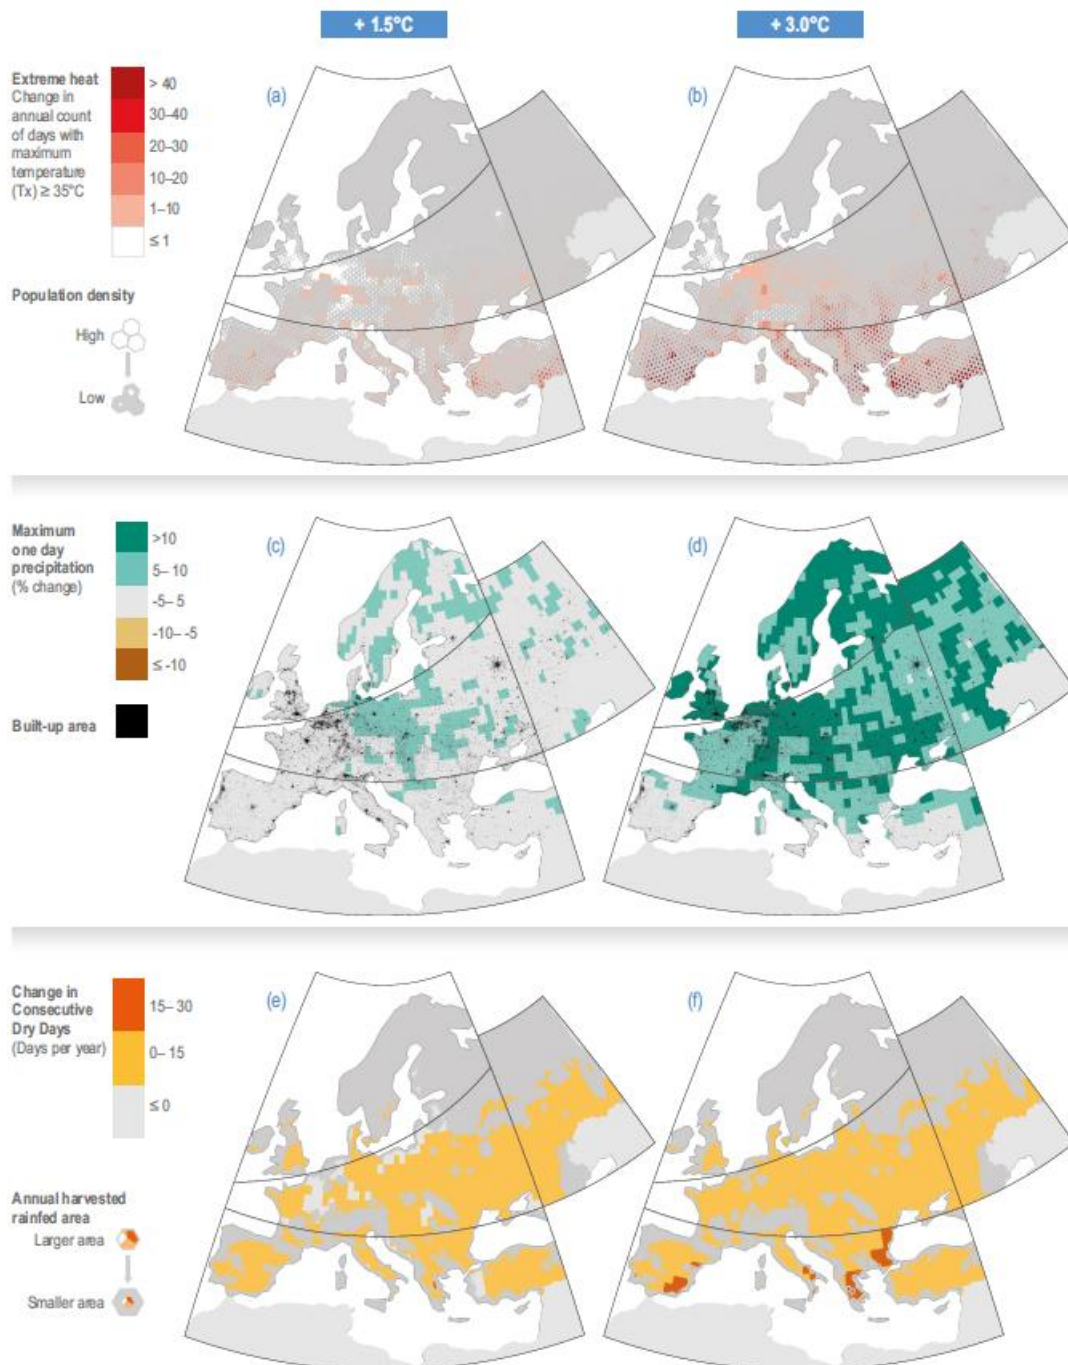 + 1.5°C
+ 3.0°C
Extreme heat
Change in
annual count
of days with
maximum
temperature
(Tx) ≥ 35°C
> 40
30–40
20–30
10–20
1–10
≤ 1
Population density
High
Low
(a)
(b)
Maximum
one day
precipitation
(% change)
>10
5– 10
-5– 5
-10– -5
≤ -10
Built-up area
(c)
(d)
Change in
Consecutive
Dry Days
(Days per year)
15– 30
0– 15
≤ 0
Annual harvested
rainfed area
Larger area
Smaller area
(e)
(f)